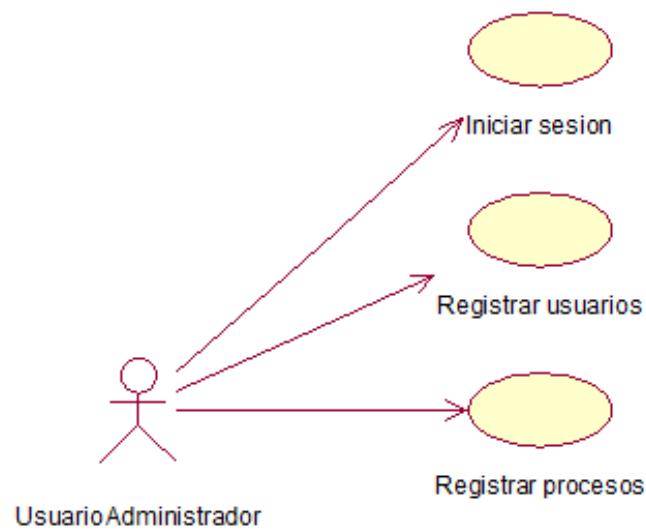 Iniciar sesion
Registrar usuarios
Registrar procesos
UsuarioAdministrador